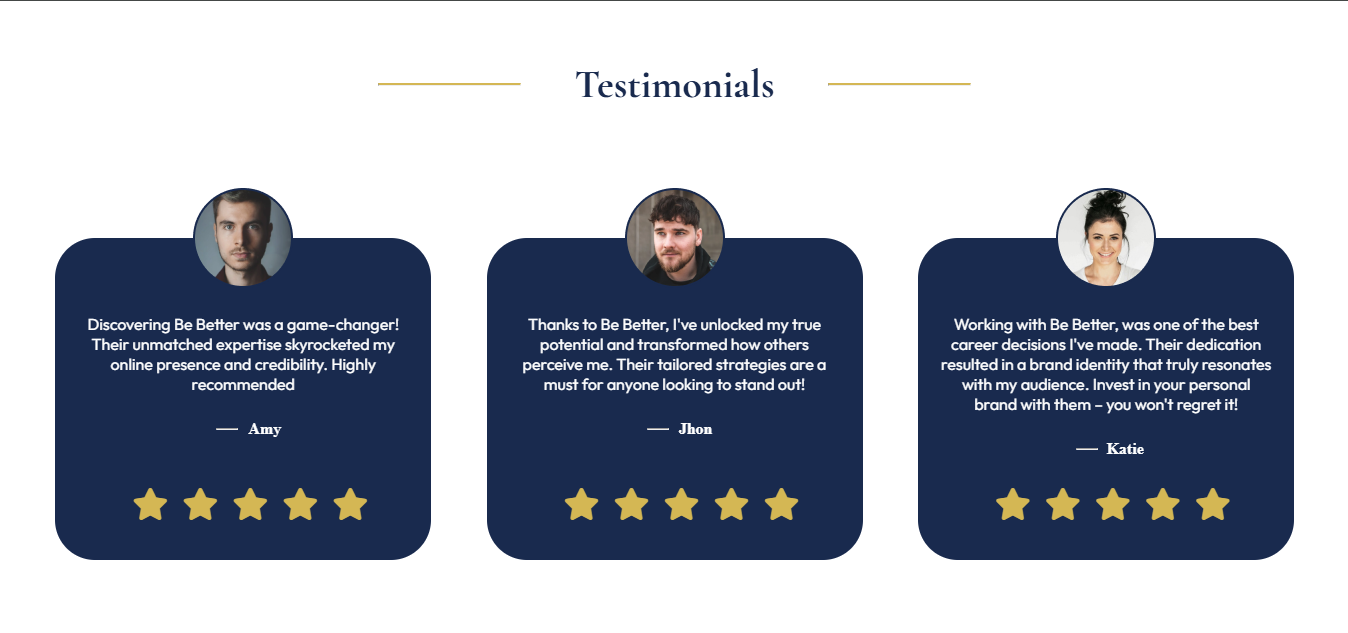 Testimonials
Discovering Be Better was a game-changer!
Their unmatched expertise skyrocketed my
online presence and credibility. Highly
recommended
— Amy
Thanks to Be Better, I've unlocked my true
potential and transformed how others
perceive me. Their tailored strategies are a
must for anyone looking to stand out!
— Jhon
Working with Be Better, was one of the best
career decisions I've made. Their dedication
resulted in a brand identity that truly resonates
with my audience. Invest in your personal
brand with them – you won't regret it!
— Katie